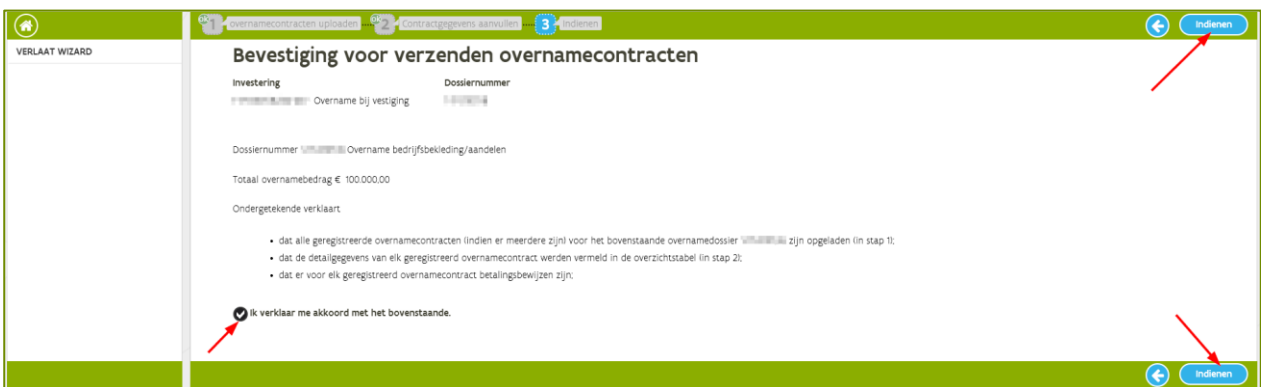 ok 1 overnamecontracten uploaden ok 2 Contractgegevens aanvullen 3 Indienen Indienen
VERLAAT WIZARD
Bevestiging voor verzenden overnamecontracten
Investering Dossiernummer
Overname bij vestiging
Dossiernummer Overname bedrijfsbekleding/aandelen
Totaal overnamebedrag € 100.000,00
Ondergetekende verklaart
• dat alle geregistreerde overnamecontracten (indien er meerdere zijn) voor het bovenstaande overnamedossier zijn opgeladen (in stap 1);
• dat de detailgegevens van elk geregistreerd overnamecontract werden vermeld in de overzichtstabel (in stap 2);
• dat er voor elk geregistreerd overnamecontract betalingsbewijzen zijn;
Ik verklaar me akkoord met het bovenstaande.
Indienen